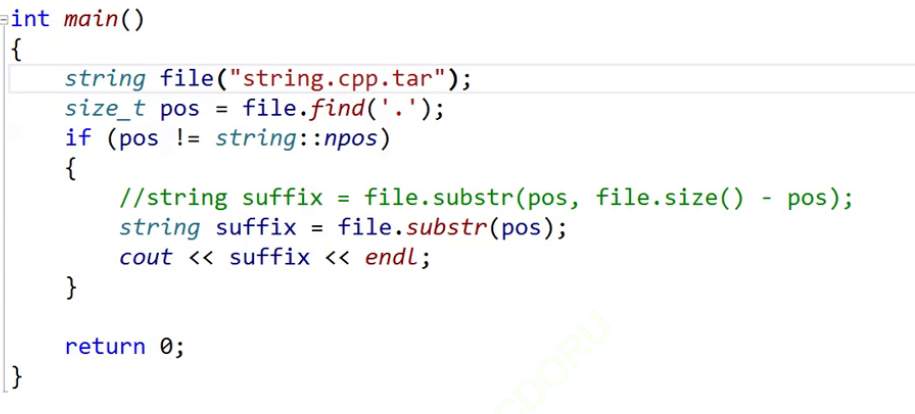 int main()
{
    string file("string.cpp.tar");
    size_t pos = file.find('.');
    if (pos != string::npos)
    {
        //string suffix = file.substr(pos, file.size() - pos);
        string suffix = file.substr(pos);
        cout << suffix << endl;
    }

    return 0;
}